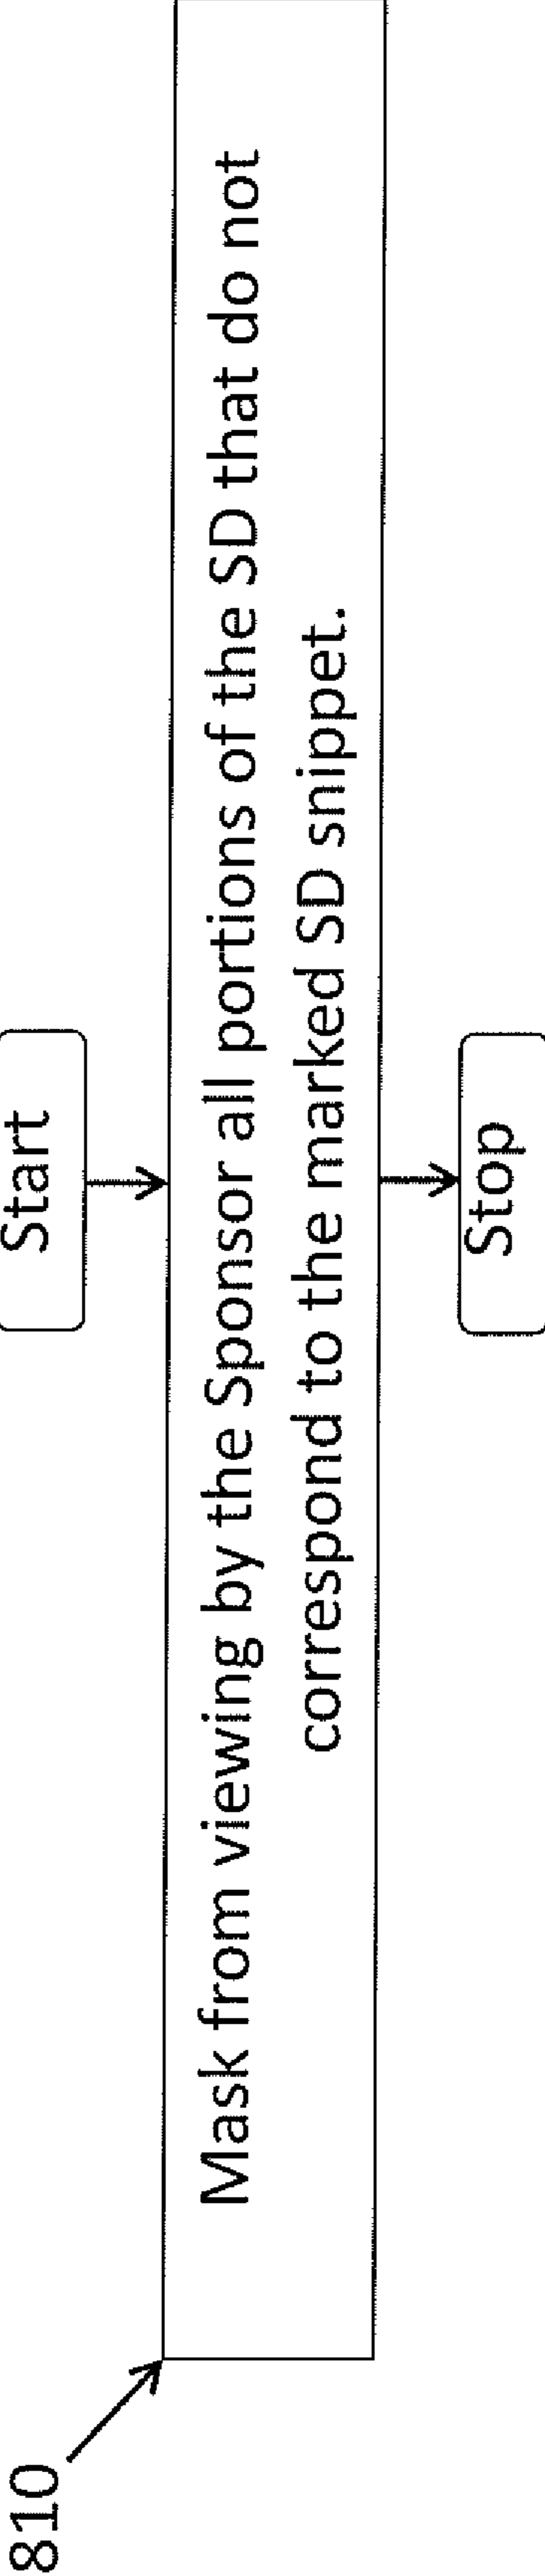 810
Start
Mask from viewing by the Sponsor all portions of the SD that do not
correspond to the marked SD snippet.
Stop